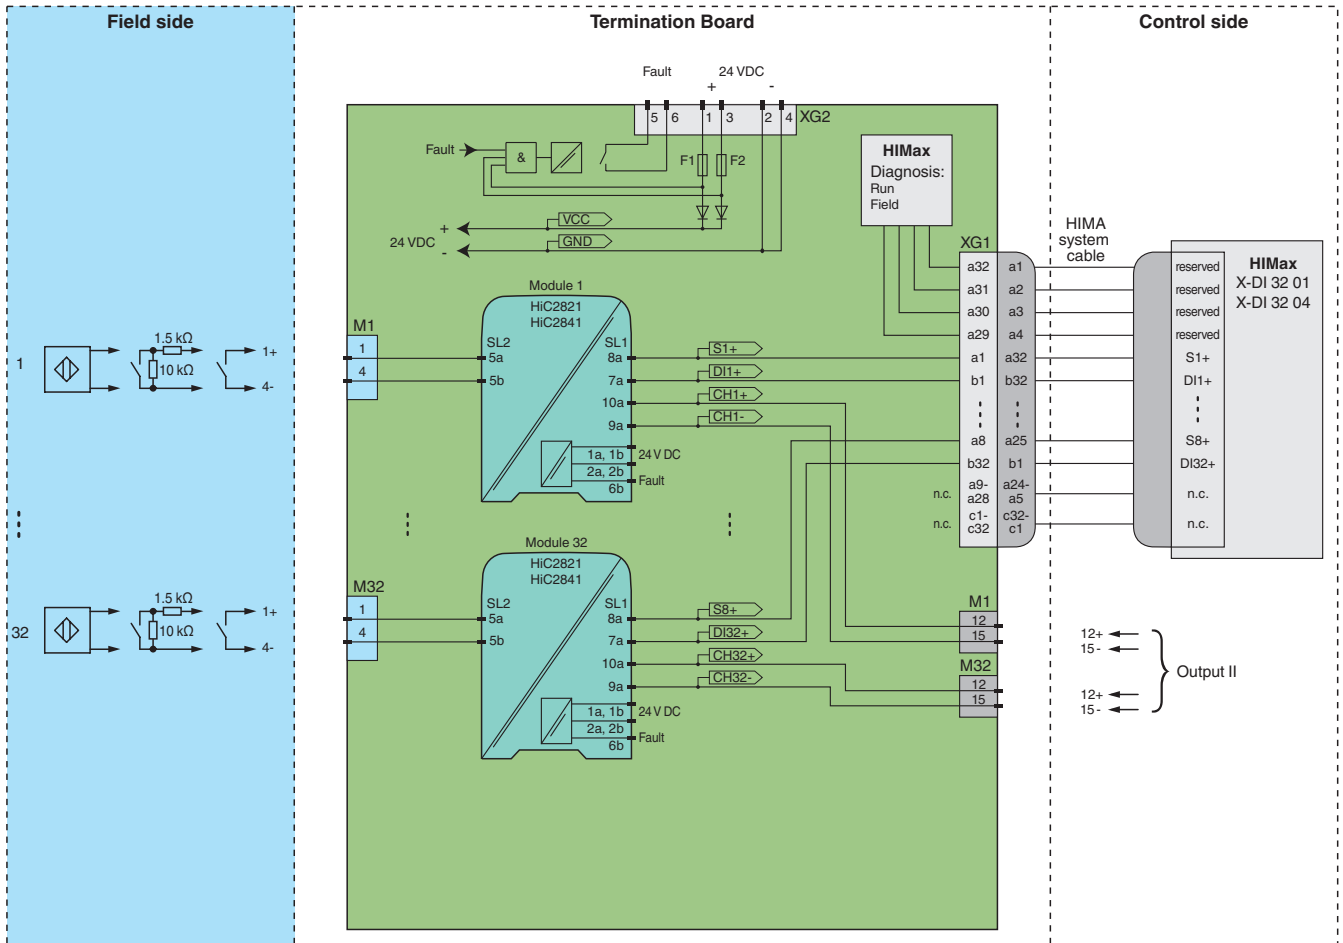 Field side
Termination Board
Control side
Fault
24 VDC
+
-
5
6
1
3
2
4
XG2
Fault
&
F1
F2
HIMax
Diagnosis:
Run
Field
VCC
+
24 VDC
-
GND
HIMA
system
cable
XG1
a32
a1
reserved
a31
a2
reserved
a30
a3
reserved
a29
a4
reserved
a1
a32
S1+
b1
b32
DI1+
a8
a25
S8+
b32
b1
DI32+
n.c.
a9-
a28
a24-
a5
n.c.
n.c.
c1-
c32
c32-
c1
n.c.
HIMax
X-DI 32 01
X-DI 32 04
1
1.5 kΩ
10 kΩ
1+
4-
M1
1
4
Module 1
HiC2821
HiC2841
SL2
5a
5b
SL1
8a
7a
10a
9a
1a, 1b
2a, 2b
6b
24 V DC
Fault
S1+
DI1+
CH1+
CH1-
32
1.5 kΩ
10 kΩ
1+
4-
M32
1
4
Module 32
HiC2821
HiC2841
SL2
5a
5b
SL1
8a
7a
10a
9a
1a, 1b
2a, 2b
6b
24 V DC
Fault
S8+
DI32+
CH32+
CH32-
M1
12
15
M32
12
15
12+
15-
12+
15-
Output II